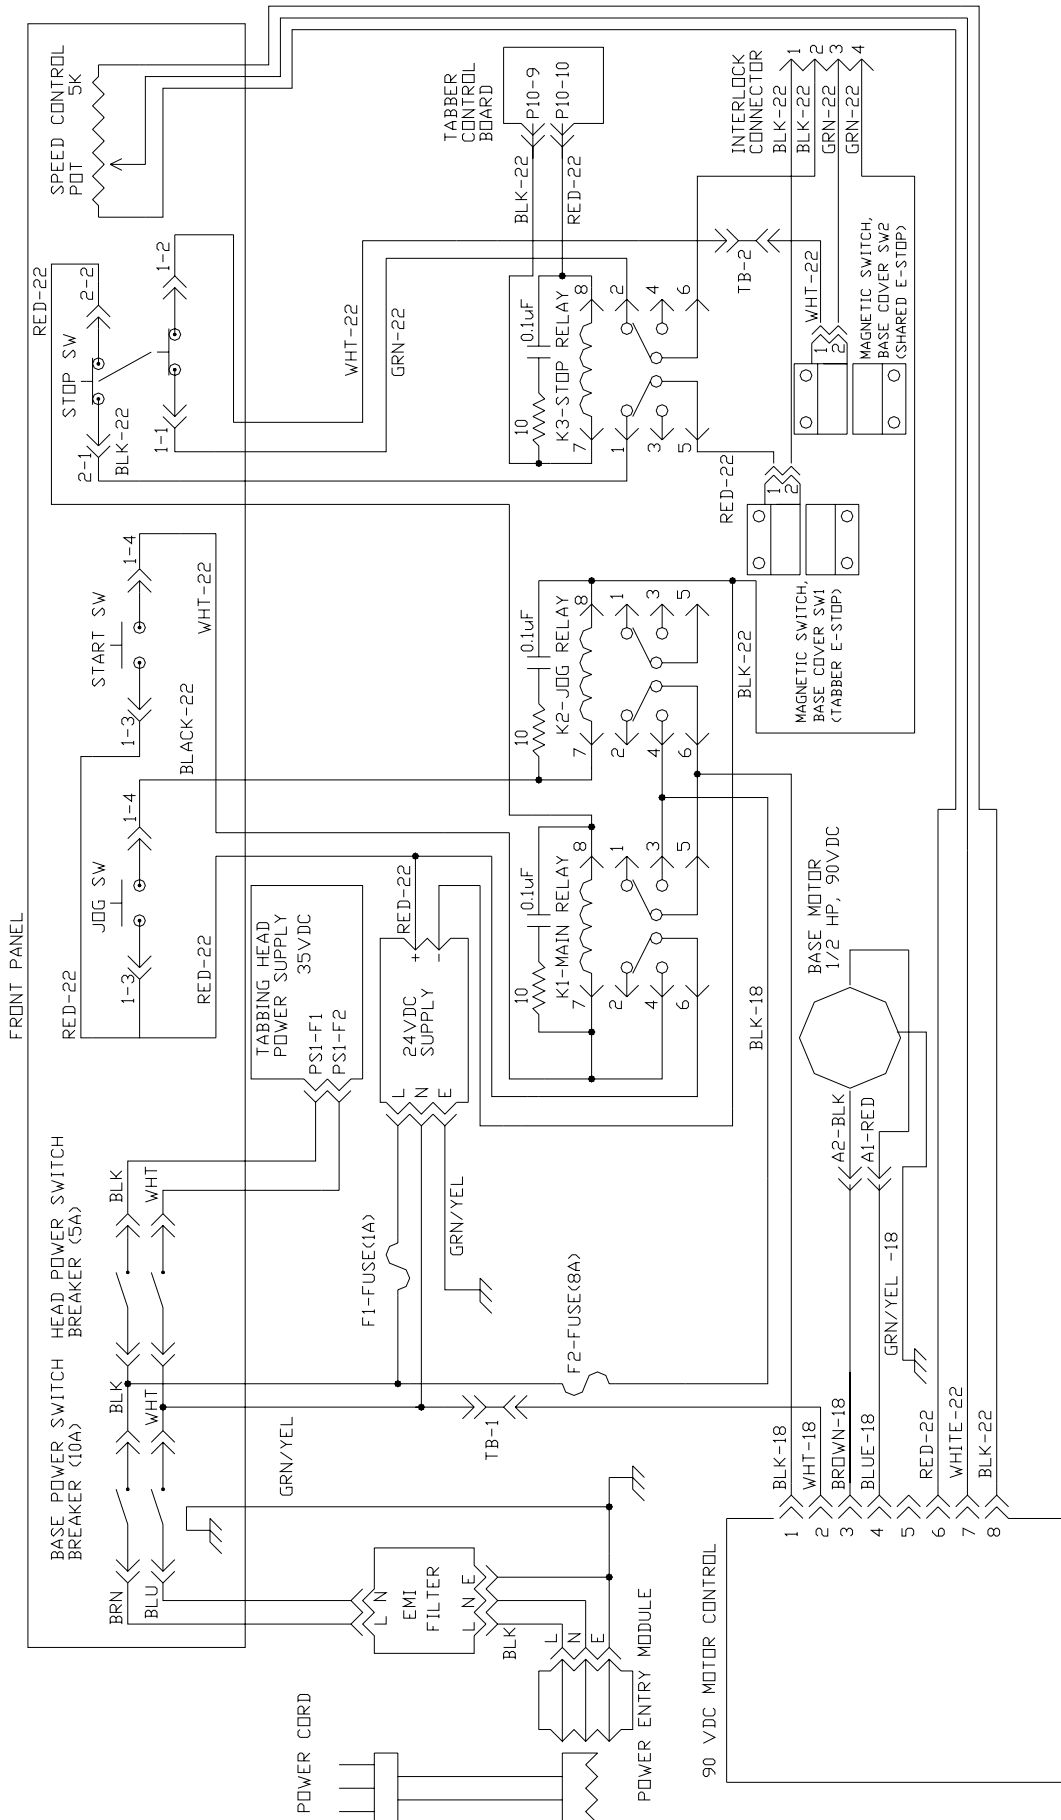 FRONT PANEL
BASE POWER SWITCH
BREAKER (10A)
HEAD POWER SWITCH
BREAKER (5A)
BRN
BLU
BLK
WHT
BLK
WHT
GRN/YEL
RED-22
JOG SW
1-3
1-4
RED-22
BLACK-22
START SW
1-3
1-4
WHT-22
RED-22
STOP SW
2-1
2-2
BLK-22
1-1
1-2
SPEED CONTROL
POT
5K
WHT-22
GRN-22
POWER CORD
EMI
FILTER
L
N
L
N
E
BLK
L
N
E
POWER ENTRY MODULE
TABBING HEAD
POWER SUPPLY
35VDC
PS1-F1
PS1-F2
F1-FUSE(1A)
24VDC
SUPPLY
L
N
E
+
-
RED-22
GRN/YEL
F2-FUSE(8A)
TB-1
10
0.1uF
K1-MAIN RELAY
7
8
2
1
4
3
6
5
10
0.1uF
K2-JOG RELAY
7
8
2
1
4
3
6
5
10
0.1uF
K3-STOP RELAY
7
8
1
2
3
4
5
6
TABBER
CONTROL
BOARD
P10-9
P10-10
BLK-22
RED-22
BLK-18
BLK-22
RED-22
1
2
MAGNETIC SWITCH,
BASE COVER SW1
(TABBER E-STOP)
TB-2
WHT-22
1
2
MAGNETIC SWITCH,
BASE COVER SW2
(SHARED E-STOP)
INTERLOCK
CONNECTOR
BLK-22
1
BLK-22
2
GRN-22
3
GRN-22
4
BASE MOTOR
1/2 HP, 90VDC
A2-BLK
A1-RED
GRN/YEL -18
90 VDC MOTOR CONTROL
1
BLK-18
2
WHT-18
3
BROWN-18
4
BLUE-18
5
6
RED-22
7
WHITE-22
8
BLK-22